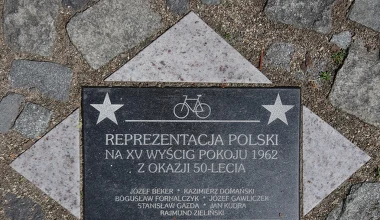 REPREZENTACJA POLSKI
NA XV WYŚCIG POKOJU 1962
Z OKAZJI 50-LECIA
JÓZEF BEKER * KAZIMIERZ DOMAŃSKI
BOGUSŁAW FORNALCZYK * JÓZEF GAWLICZEK
STANISŁAW GAZDA * JAN KUDRA
RAJMUND ZIELIŃSKI